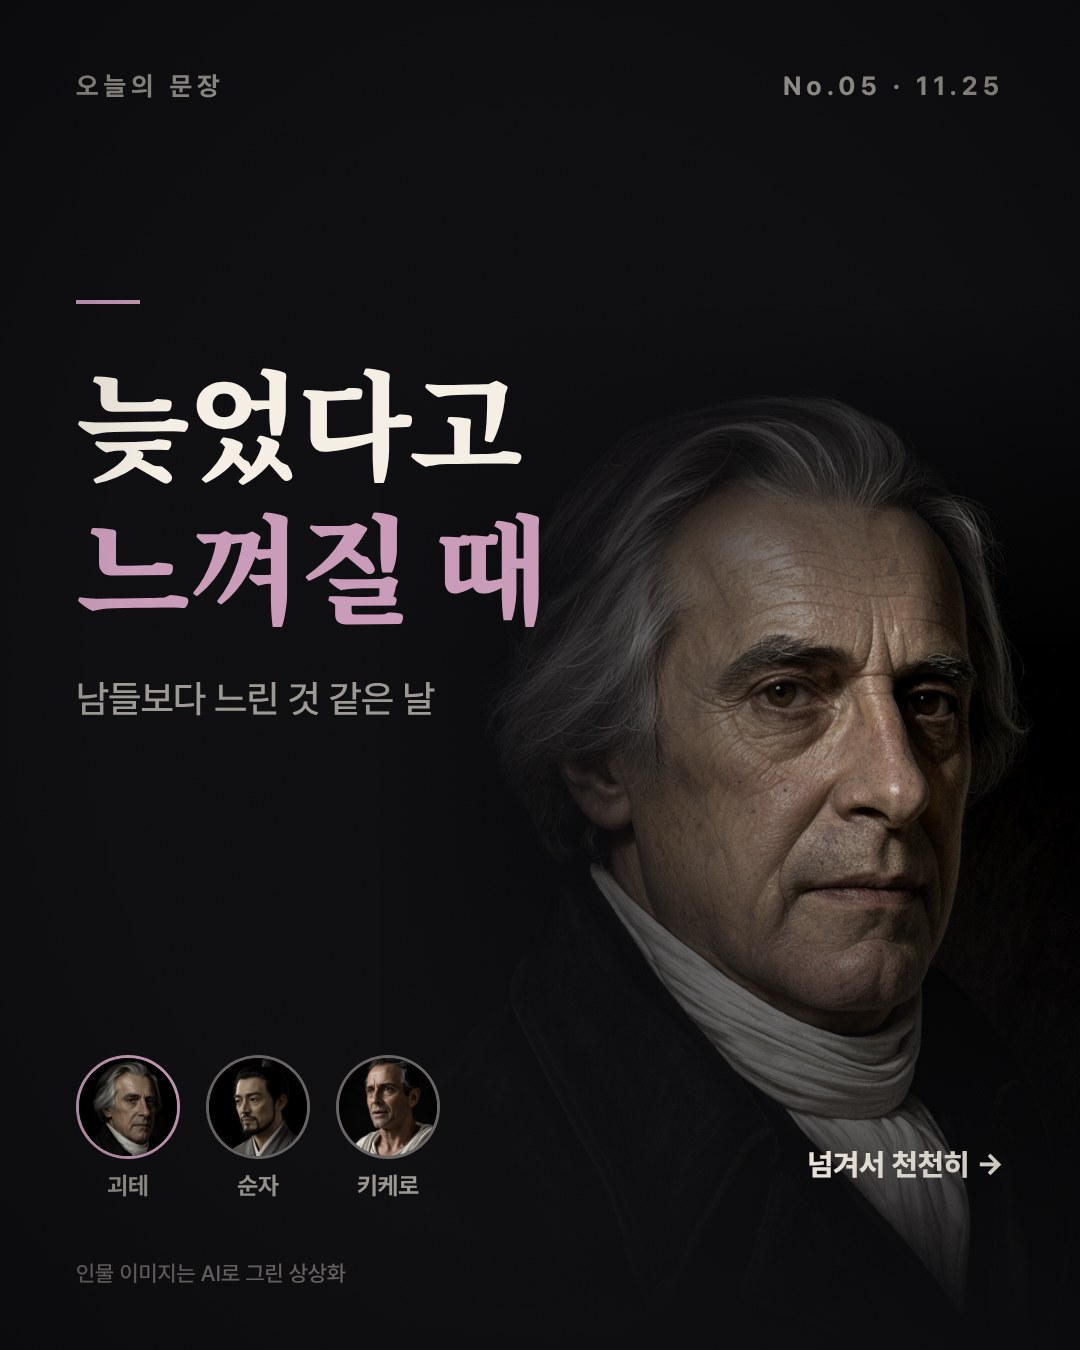 오늘의 문장
No.05 · 11.25
늦었다고
느껴질 때
남들보다 느린 것 같은 날
괴테
순자
키케로
넘겨서 천천히 →
인물 이미지는 AI로 그린 상상화